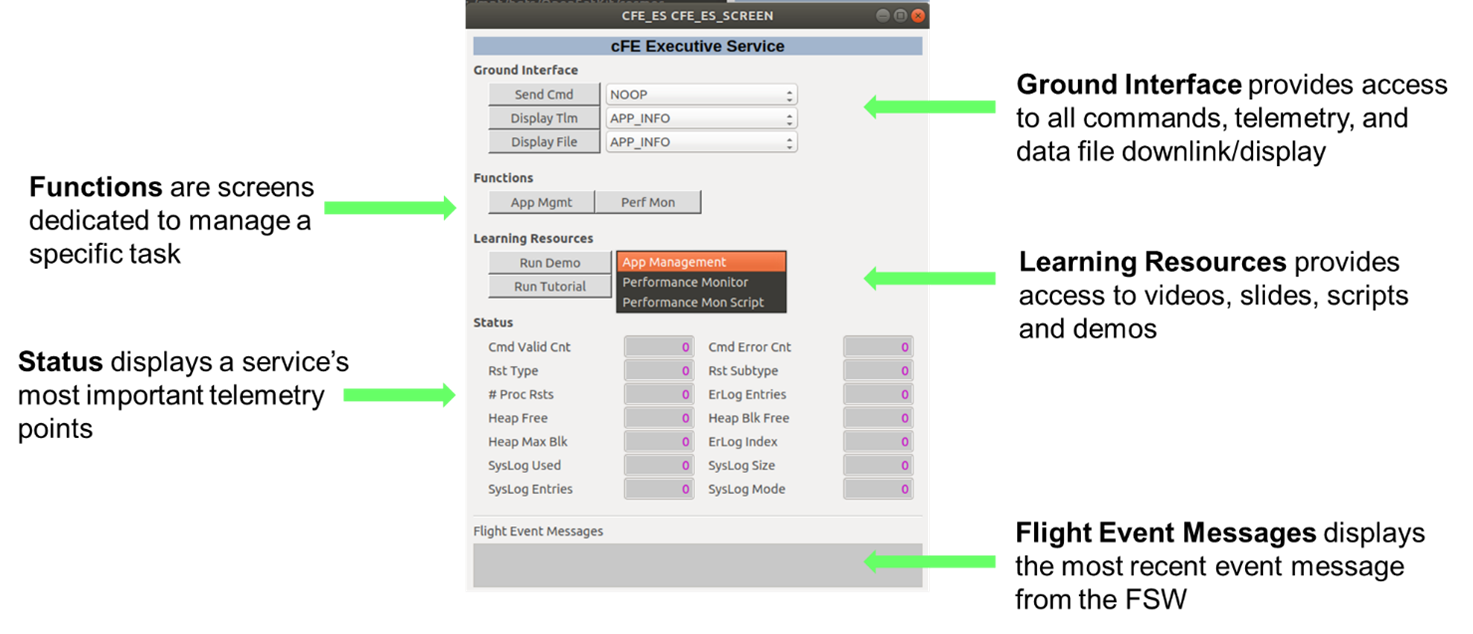 CFE_ES CFE_ES_SCREEN
cFE Executive Service
Ground Interface
Send Cmd NOOP
Display Tlm APP_INFO
Display File APP_INFO
Functions
App Mgmt Perf Mon
Learning Resources
Run Demo App Management
Run Tutorial Performance Monitor
Performance Mon Script
Status
Cmd Valid Cnt 0 Cmd Error Cnt 0
Rst Type 0 Rst Subtype 0
# Proc Rsts 0 ErLog Entries 0
Heap Free 0 Heap Blk Free 0
Heap Max Blk 0 ErLog Index 0
SysLog Used 0 SysLog Size 0
SysLog Entries 0 SysLog Mode 0
Flight Event Messages
Functions are screens
dedicated to manage a
specific task
Status displays a service’s
most important telemetry
points
Ground Interface provides access
to all commands, telemetry, and
data file downlink/display
Learning Resources provides
access to videos, slides, scripts
and demos
Flight Event Messages displays
the most recent event message
from the FSW